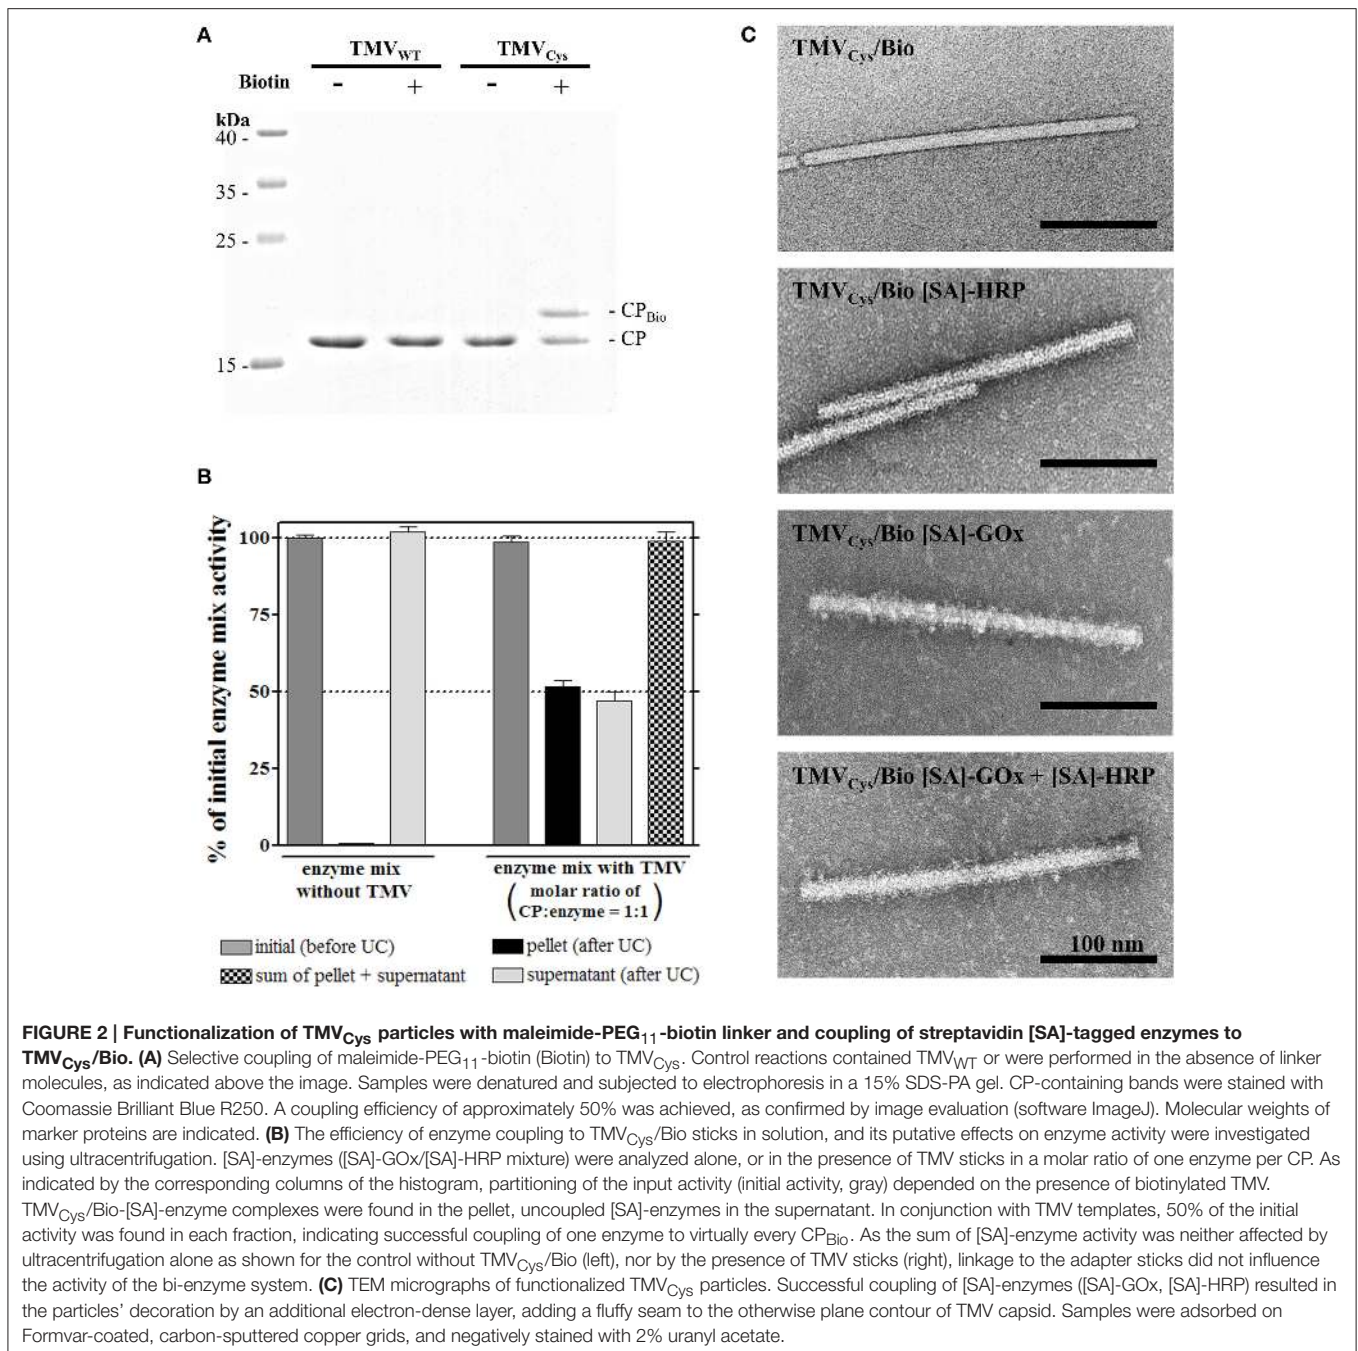 A
TMVWT TMVCys
Biotin - + - +
kDa
40 -
35 -
25 -
- CPBio
- CP
15 -
B
% of initial enzyme mix activity
100
75
50
25
0
enzyme mix
without TMV
enzyme mix with TMV
( molar ratio of
CP:enzyme = 1:1 )
initial (before UC)
pellet (after UC)
sum of pellet + supernatant
supernatant (after UC)
C
TMVCys/Bio
TMVCys/Bio [SA]-HRP
TMVCys/Bio [SA]-GOx
TMVCys/Bio [SA]-GOx + [SA]-HRP
100 nm
FIGURE 2 | Functionalization of TMVCys particles with maleimide-PEG11-biotin linker and coupling of streptavidin [SA]-tagged enzymes to
TMVCys/Bio. (A) Selective coupling of maleimide-PEG11-biotin (Biotin) to TMVCys. Control reactions contained TMVWT or were performed in the absence of linker
molecules, as indicated above the image. Samples were denatured and subjected to electrophoresis in a 15% SDS-PA gel. CP-containing bands were stained with
Coomassie Brilliant Blue R250. A coupling efficiency of approximately 50% was achieved, as confirmed by image evaluation (software ImageJ). Molecular weights of
marker proteins are indicated. (B) The efficiency of enzyme coupling to TMVCys/Bio sticks in solution, and its putative effects on enzyme activity were investigated
using ultracentrifugation. [SA]-enzymes ([SA]-GOx/[SA]-HRP mixture) were analyzed alone, or in the presence of TMV sticks in a molar ratio of one enzyme per CP. As
indicated by the corresponding columns of the histogram, partitioning of the input activity (initial activity, gray) depended on the presence of biotinylated TMV.
TMVCys/Bio-[SA]-enzyme complexes were found in the pellet, uncoupled [SA]-enzymes in the supernatant. In conjunction with TMV templates, 50% of the initial
activity was found in each fraction, indicating successful coupling of one enzyme to virtually every CPBio. As the sum of [SA]-enzyme activity was neither affected by
ultracentrifugation alone as shown for the control without TMVCys/Bio (left), nor by the presence of TMV sticks (right), linkage to the adapter sticks did not influence
the activity of the bi-enzyme system. (C) TEM micrographs of functionalized TMVCys particles. Successful coupling of [SA]-enzymes ([SA]-GOx, [SA]-HRP) resulted in
the particles' decoration by an additional electron-dense layer, adding a fluffy seam to the otherwise plane contour of TMV capsid. Samples were adsorbed on
Formvar-coated, carbon-sputtered copper grids, and negatively stained with 2% uranyl acetate.